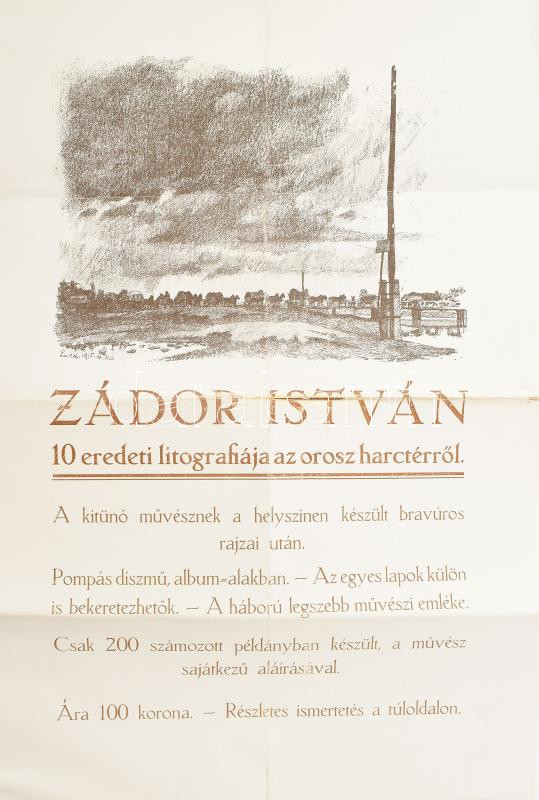 ZÁDOR ISTVÁN
10 eredeti litografiája az orosz harctérről.
A kitünő művésznek a helyszinen készült bravúros
rajzai után.
Pompás díszmű, album=alakban. — Az egyes lapok külön
is bekeretezhetők. — A háború legszebb művészi emléke.
Csak 200 számozott példányban készült, a művész
sajátkezű aláírásával.
Ára 100 korona. — Részletes ismertetés a túloldalon.